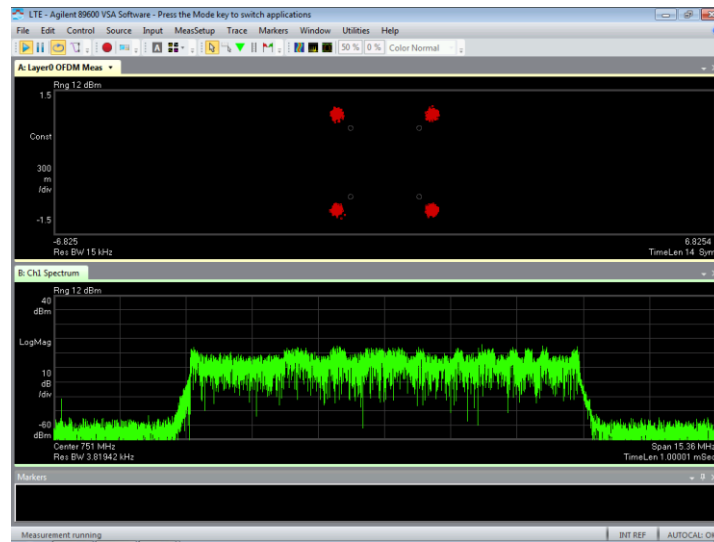 LTE - Agilent 89600 VSA Software - Press the Mode key to switch applications
File Edit Control Source Input MeasSetup Trace Markers Window Utilities Help
50 % 0 % Color Normal
A: Layer0 OFDM Meas
Rng 12 dBm
1.5
Const
300
m
/div
-1.5
-6.825 6.8254
Res BW 15 kHz TimeLen 14 Sym
B: Ch1 Spectrum
Rng 12 dBm
40
dBm
LogMag
10
dB
/div
-60
dBm
Center 751 MHz Span 15.36 MHz
Res BW 3.81942 kHz TimeLen 1.00001 mSec
Markers
Measurement running INT REF AUTOCAL: OK